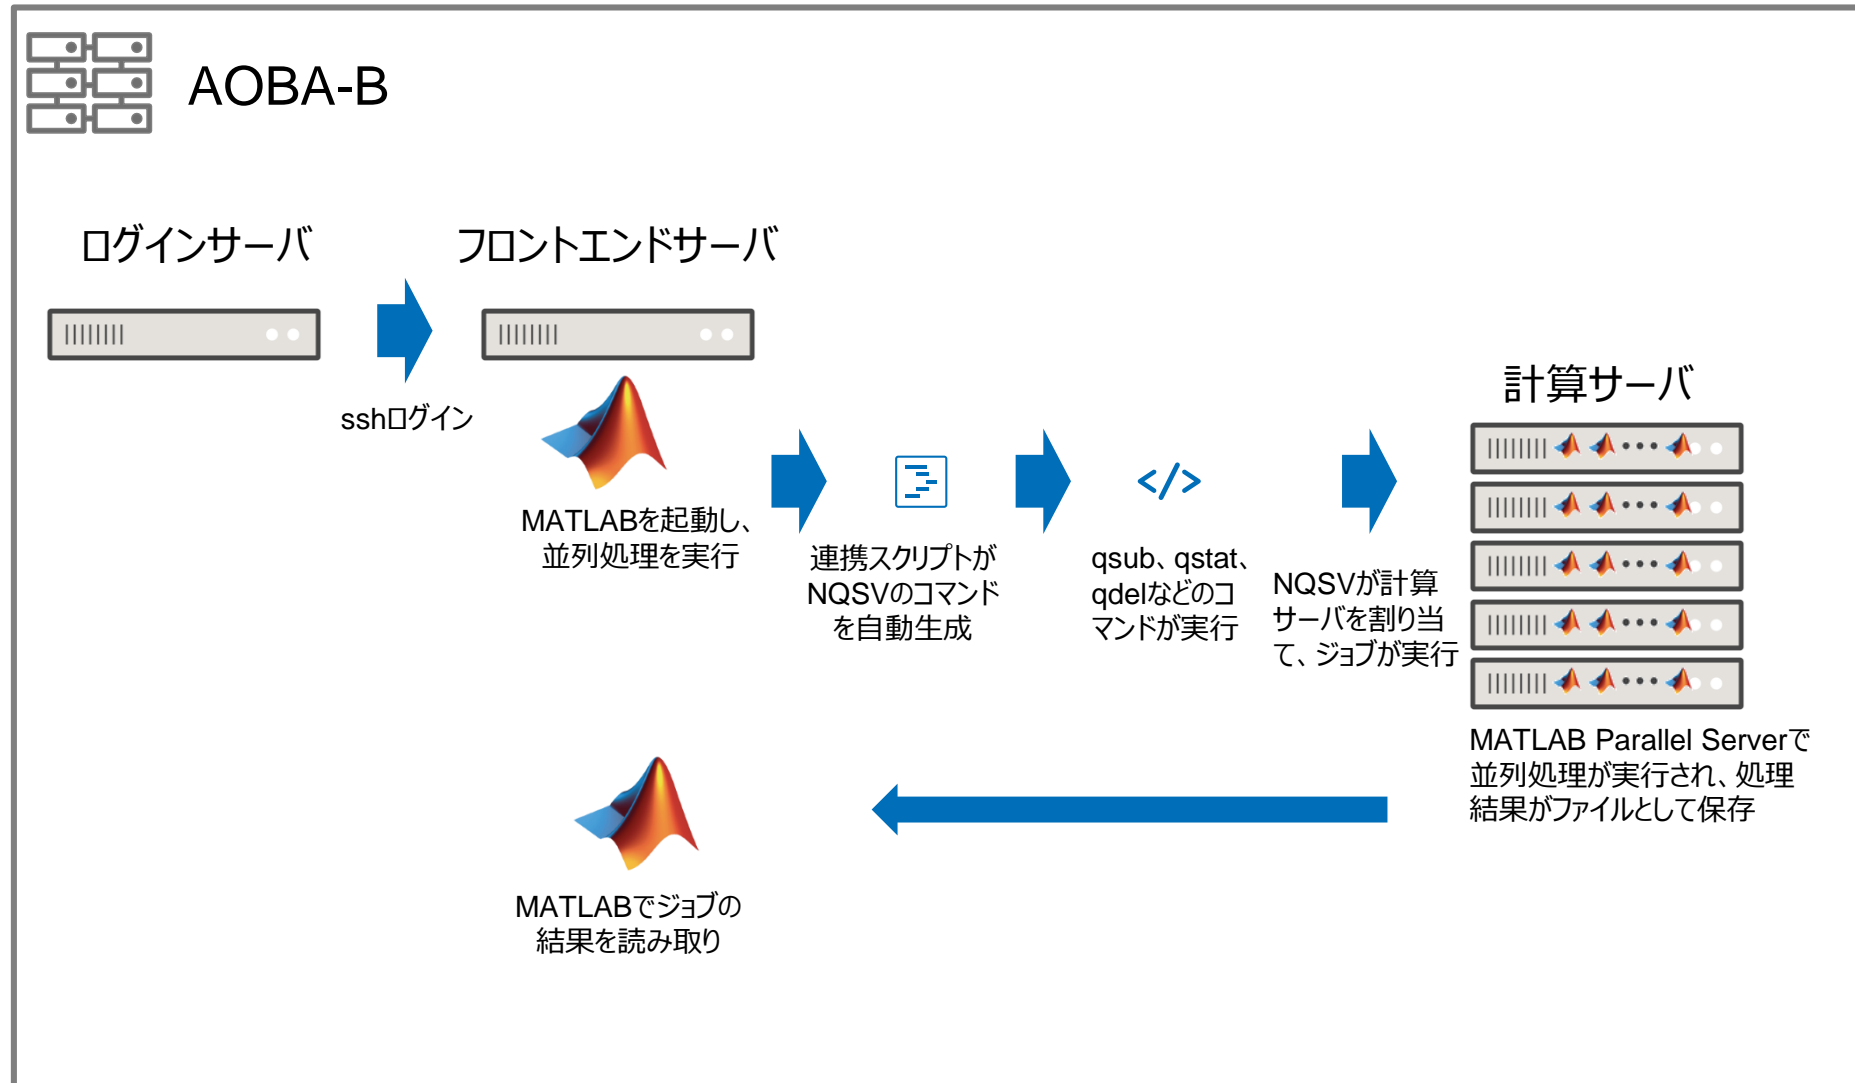 AOBA-B
ログインサーバ
フロントエンドサーバ
sshログイン
MATLABを起動し、
並列処理を実行
連携スクリプトが
NQSVのコマンド
を自動生成
</>
qsub、qstat、
qdelなどのコ
マンドが実行
NQSVが計算
サーバを割り当
て、ジョブが実行
計算サーバ
MATLAB Parallel Serverで
並列処理が実行され、処理
結果がファイルとして保存
MATLABでジョブの
結果を読み取り